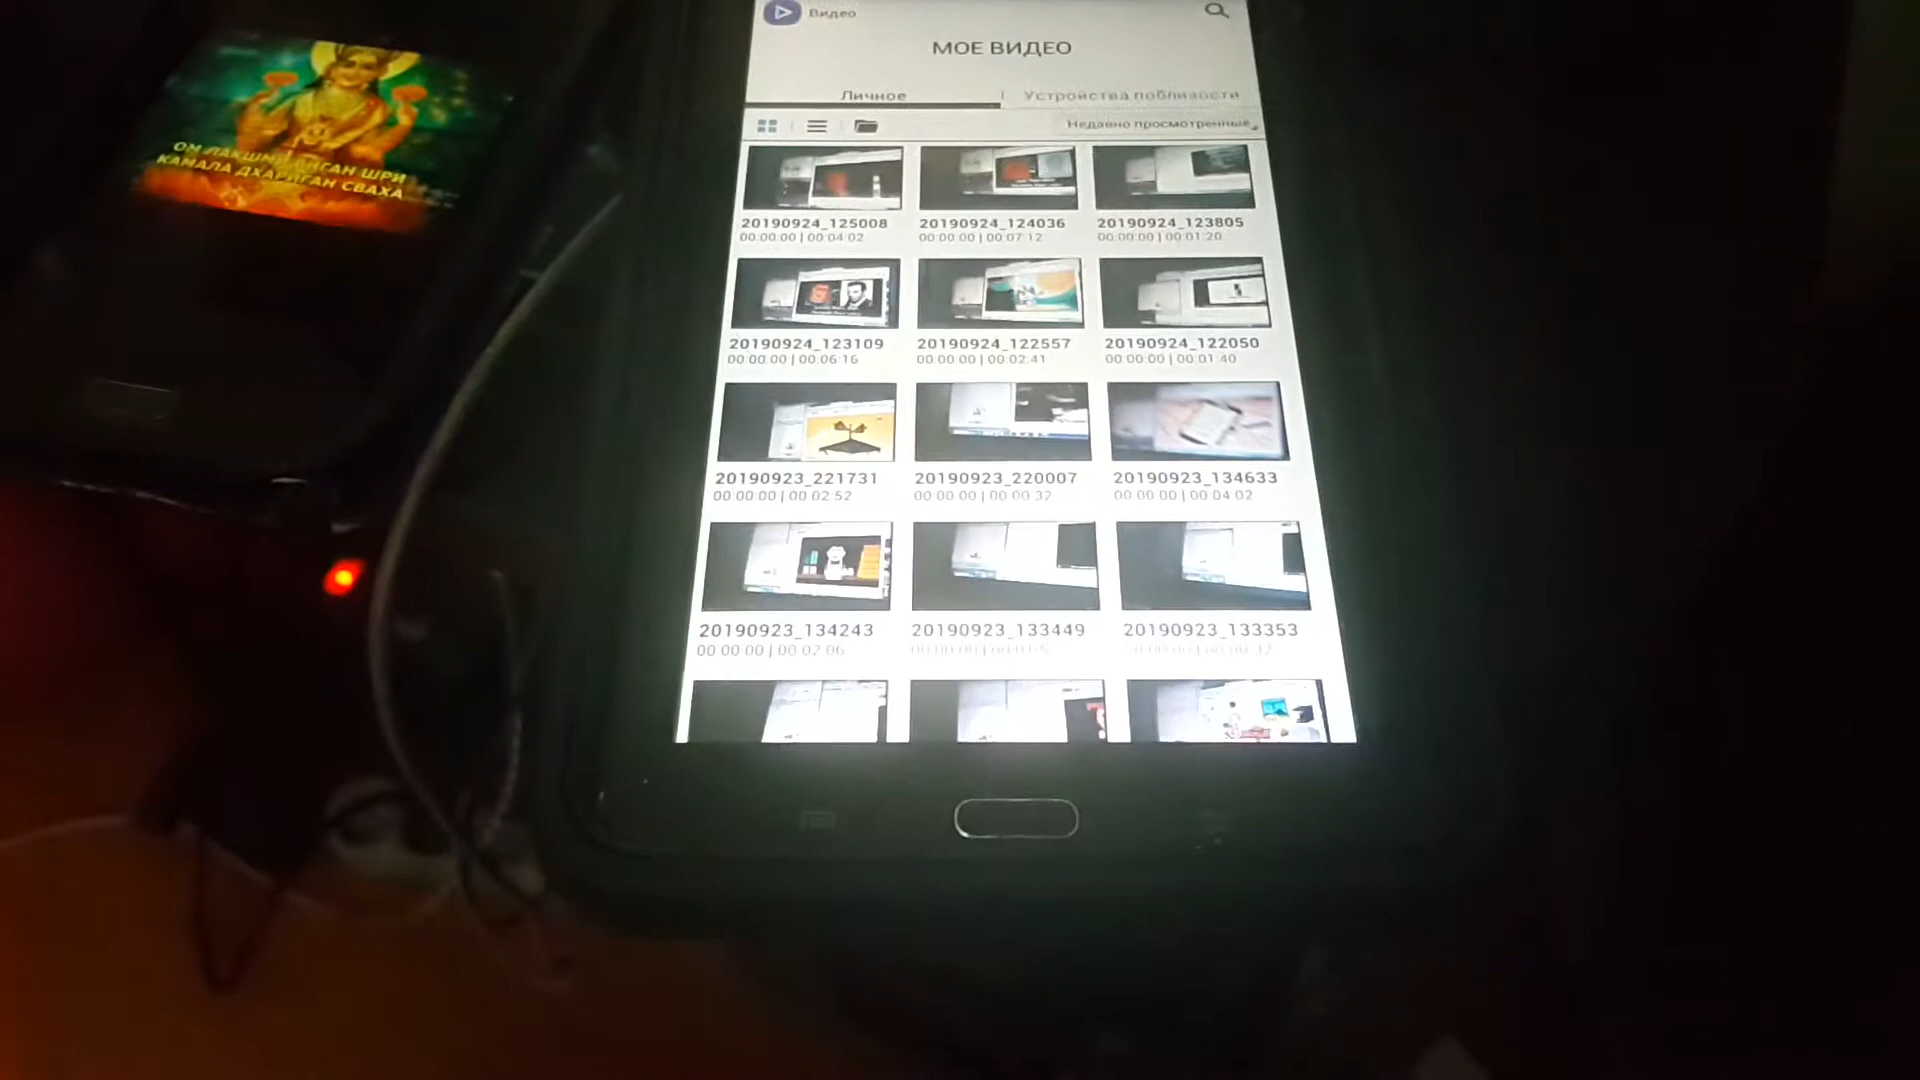 ОМ ЛАКШМИ ВИГАН ШРИ
КАМАЛА ДХАРИГАН СВАХА
Видео
МОЕ ВИДЕО
Личное
Устройства поблизости
Недавно просмотренные
20190924_125008
00:00:00 | 00:04:02
20190924_124036
00:00:00 | 00:07:12
20190924_123805
00:00:00 | 00:01:20
20190924_123109
00:00:00 | 00:06:16
20190924_122557
00:00:00 | 00:02:41
20190924_122050
00:00:00 | 00:01:40
20190923_221731
00:00:00 | 00:02:52
20190923_220007
00:00:00 | 00:00:32
20190923_134633
00:00:00 | 00:04:02
20190923_134243
00:00:00 | 00:02:06
20190923_133449
20190923_133353